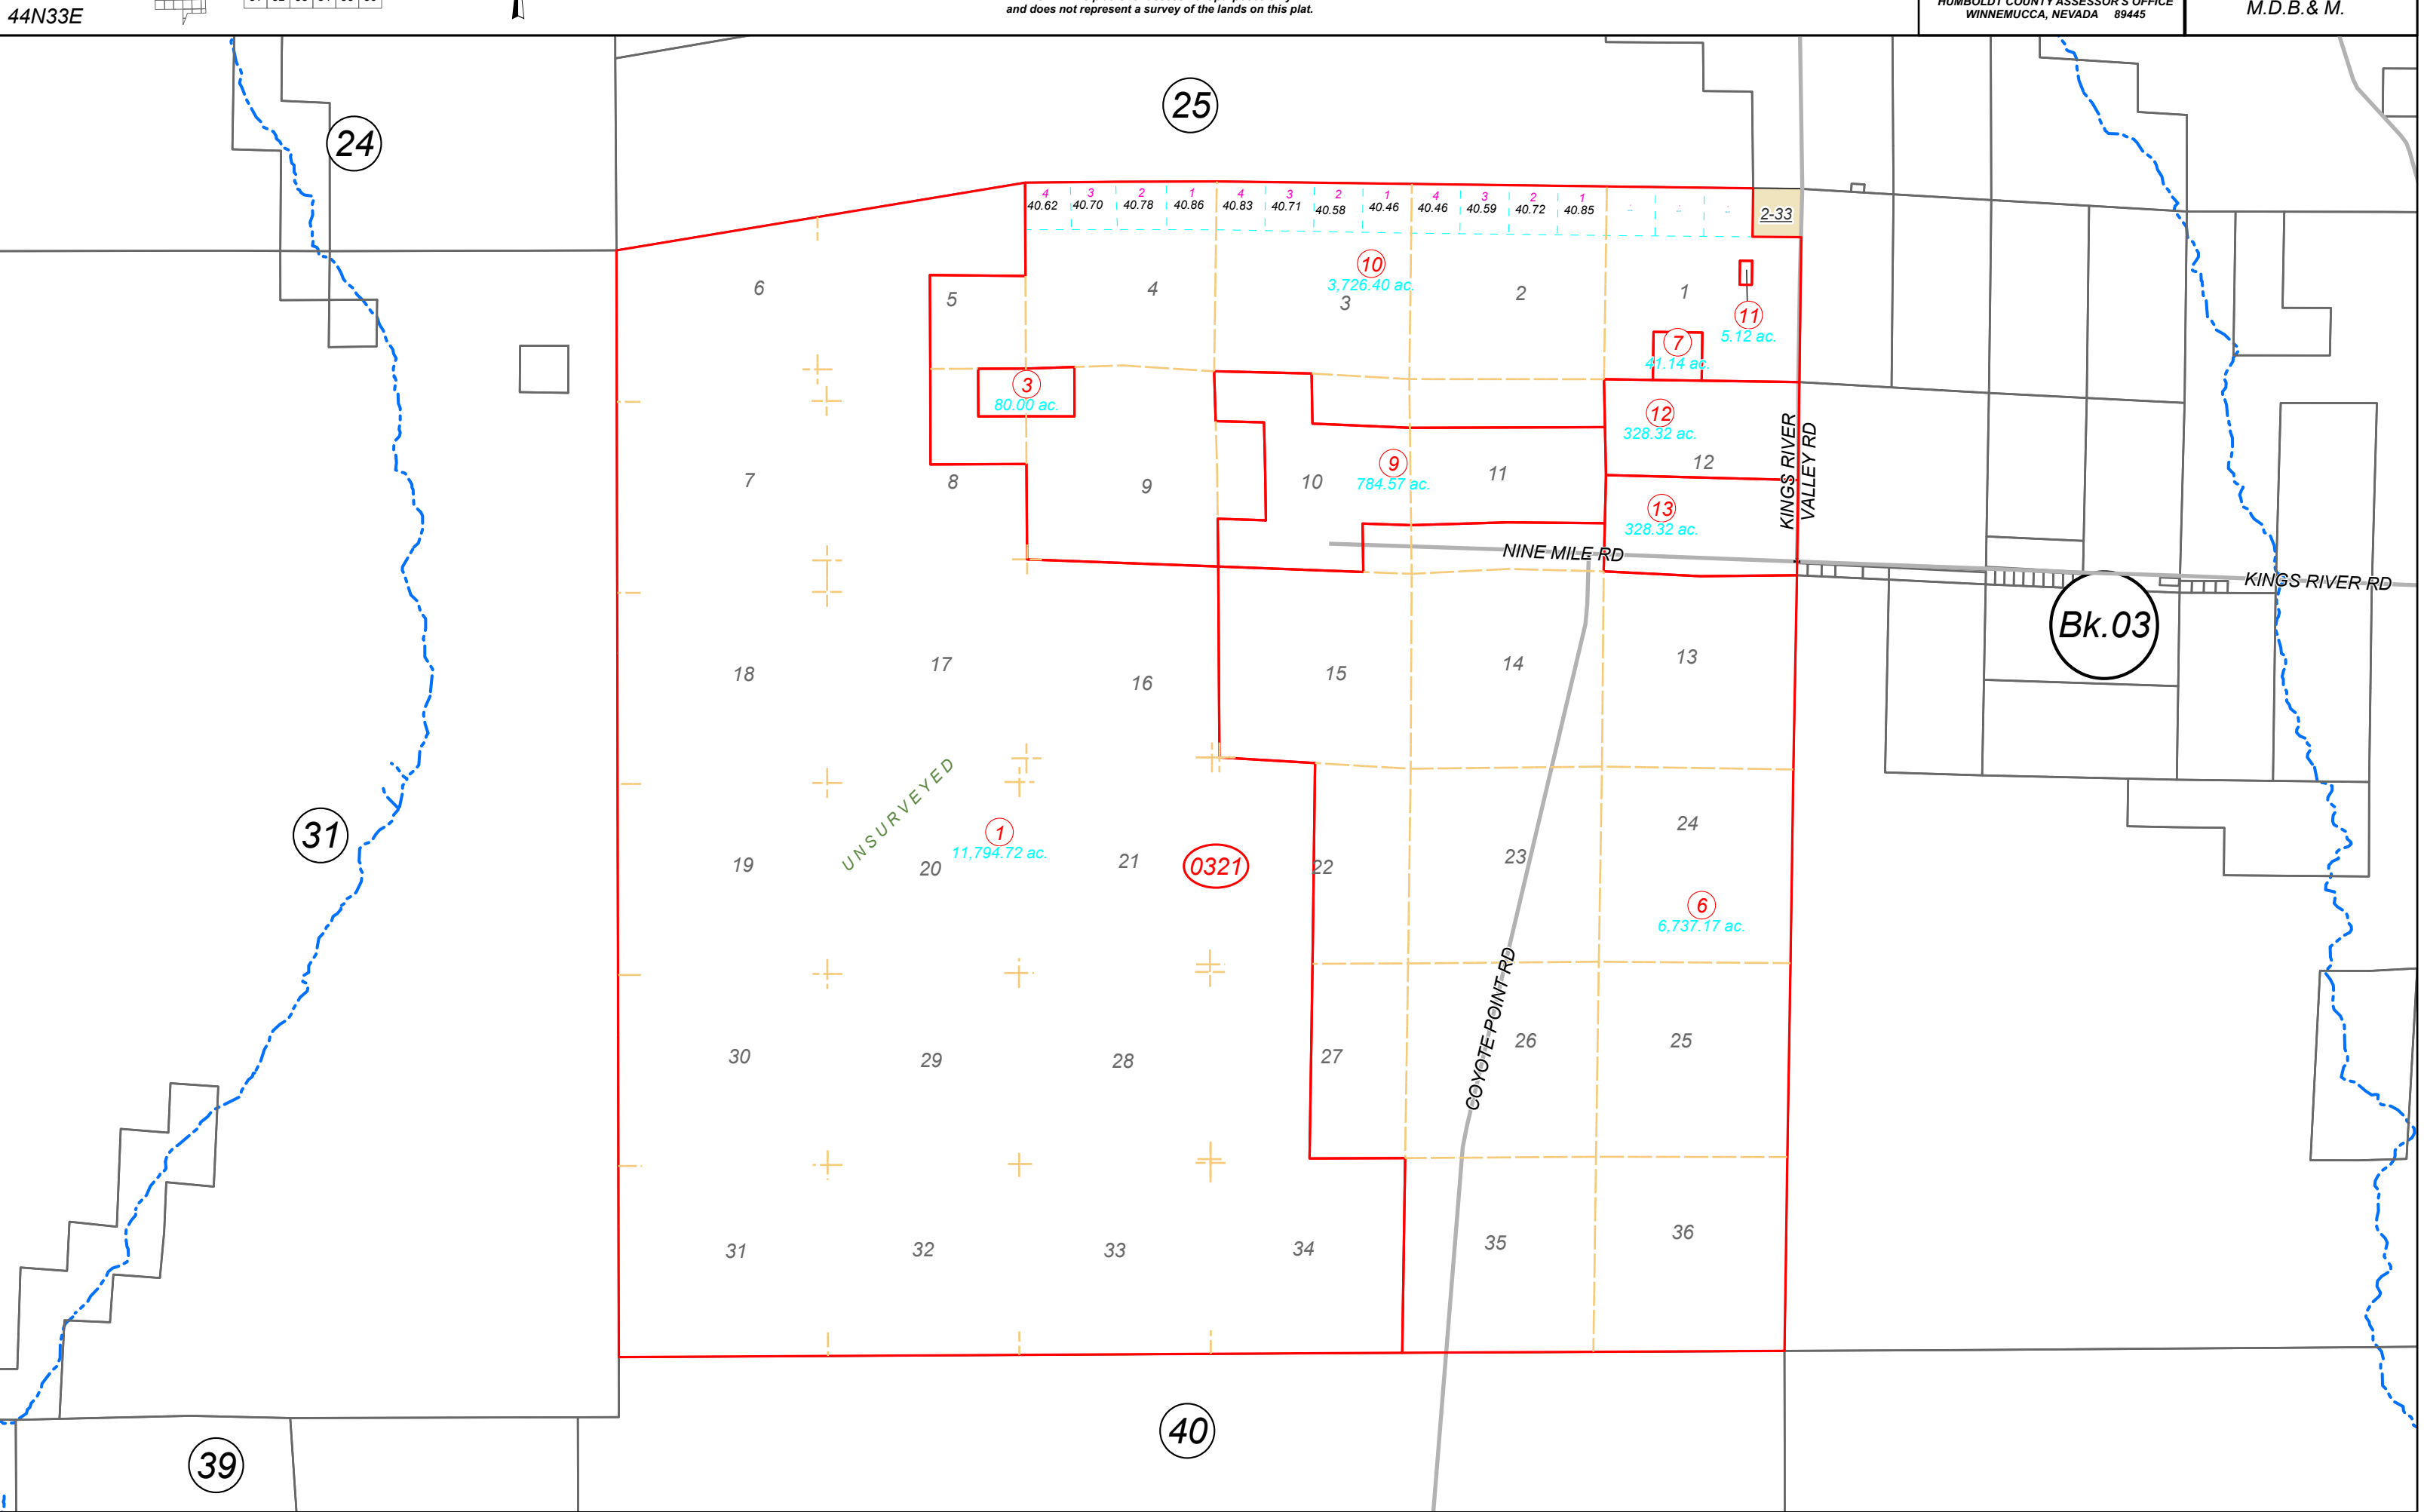 44N33E
and does not represent a survey of the lands on this plat.
HUMBOLDT COUNTY ASSESSOR'S OFFICE
WINNEMUCCA, NEVADA 89445
M.D.B.& M.
24
25
4 3 2 1 4 3 2 1 4 3 2 1
40.62 40.70 40.78 40.86 40.83 40.71 40.58 40.46 40.46 40.59 40.72 40.85
2-33
6
5
4
10
3,726.40 ac.
3
2
1
11
5.12 ac.
7
41.14 ac.
3
80.00 ac.
12
328.32 ac.
12
KINGS RIVER
VALLEY RD
7
8
9
10
9
784.57 ac.
11
13
328.32 ac.
NINE MILE RD
KINGS RIVER RD
Bk.03
18
17
16
15
14
13
UNSURVEYED
31
1
11,794.72 ac.
19
20
21
0321
22
23
24
6
6,737.17 ac.
COYOTE POINT RD
30
29
28
27
26
25
31
32
33
34
35
36
39
40